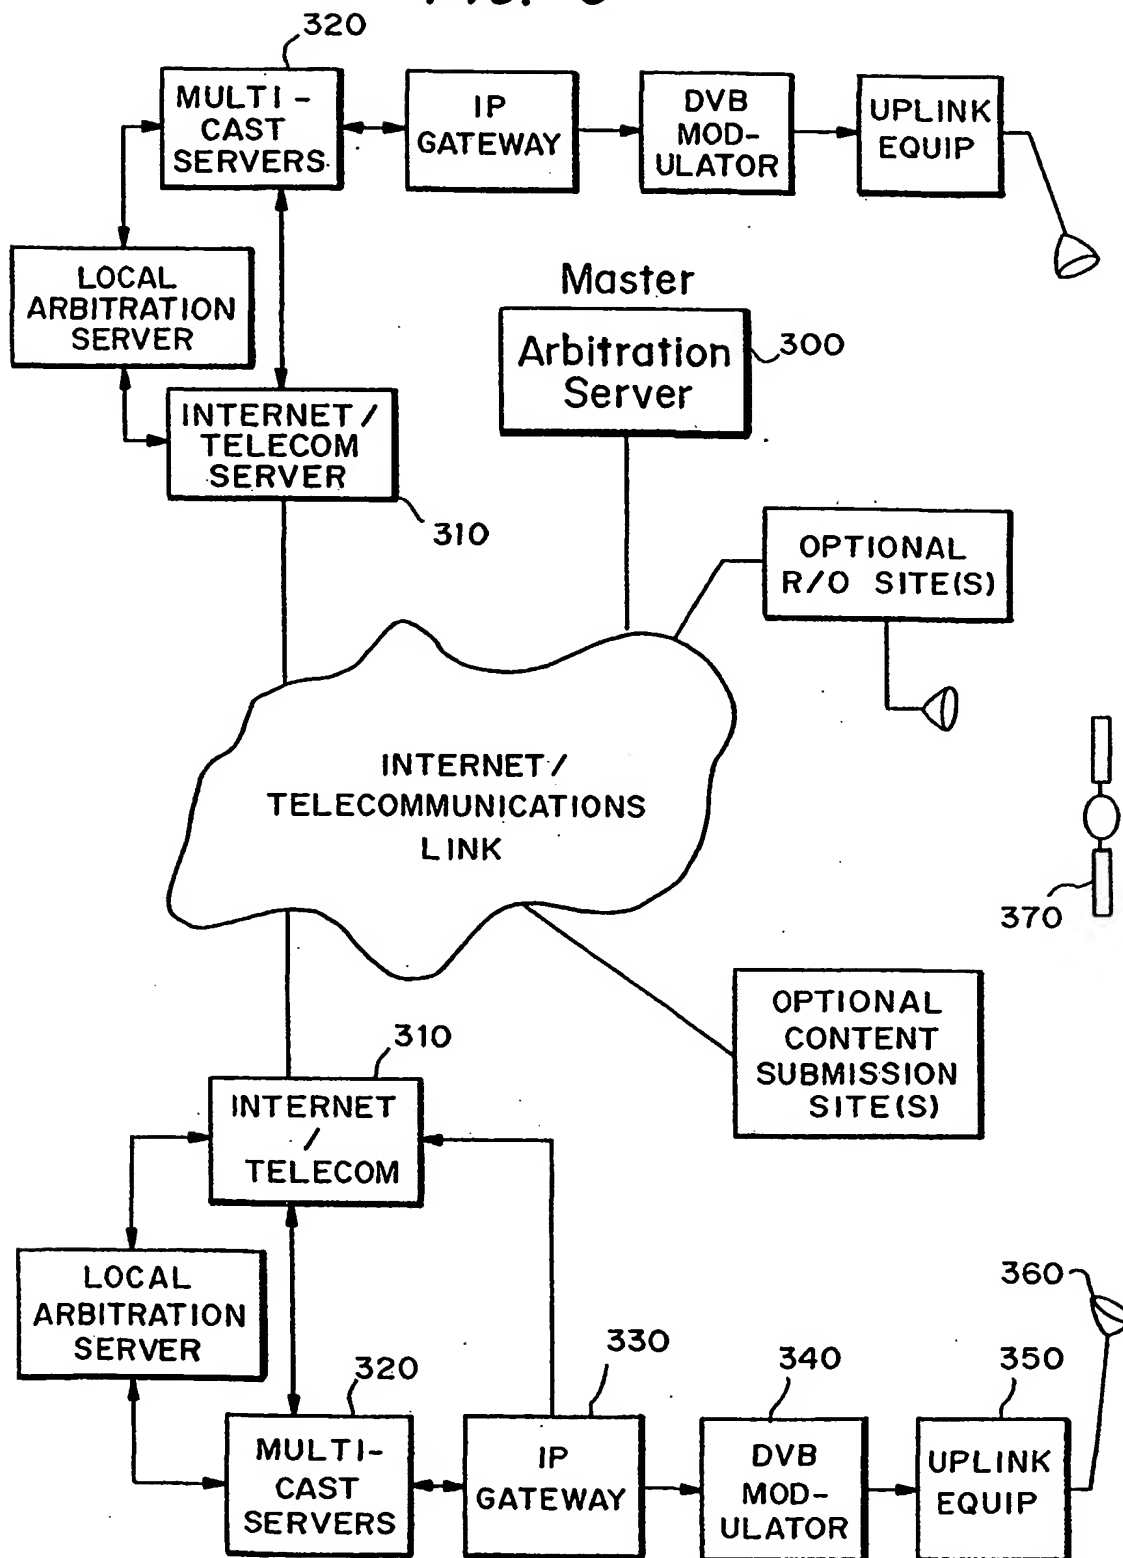 320
MULTI-
CAST
SERVERS
IP
GATEWAY
DVB
MOD-
ULATOR
UPLINK
EQUIP
LOCAL
ARBITRATION
SERVER
Master
Arbitration
Server
300
INTERNET/
TELECOM
SERVER
310
OPTIONAL
R/O SITE(S)
INTERNET/
TELECOMMUNICATIONS
LINK
370
OPTIONAL
CONTENT
SUBMISSION
SITE(S)
310
INTERNET
/
TELECOM
LOCAL
ARBITRATION
SERVER
360
320
330
340
350
MULTI-
CAST
SERVERS
IP
GATEWAY
DVB
MOD-
ULATOR
UPLINK
EQUIP